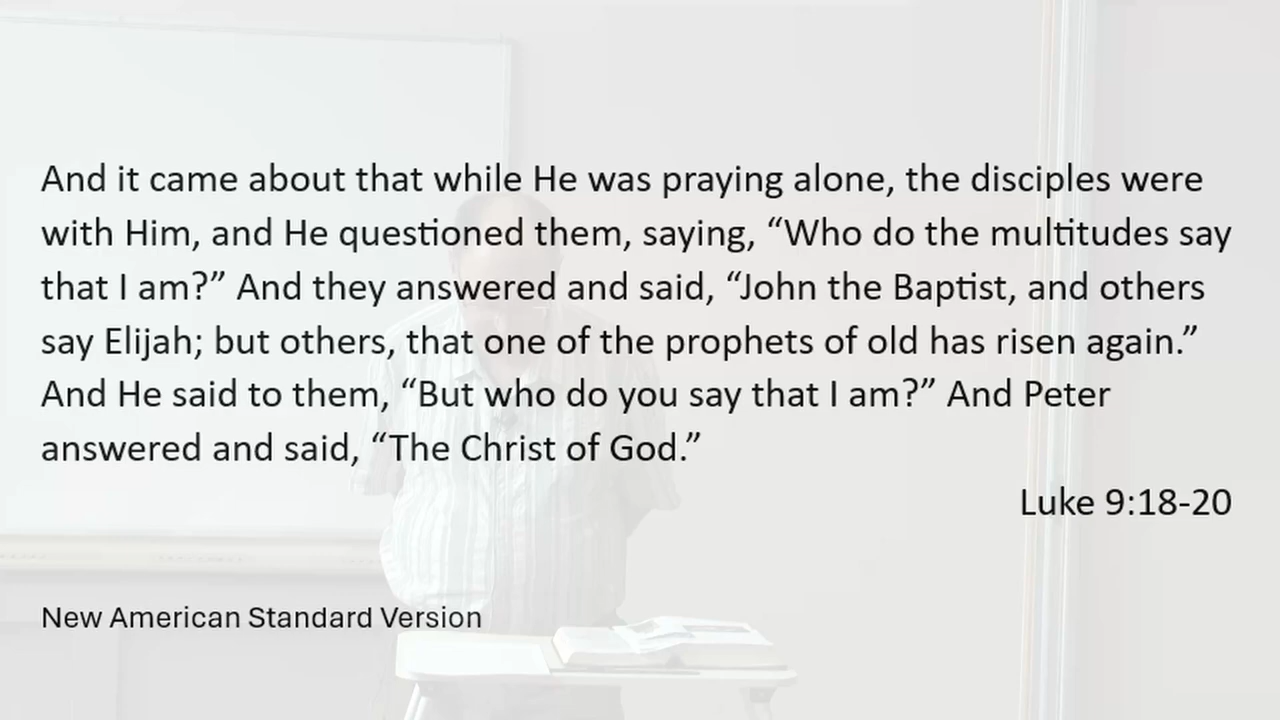 And it came about that while He was praying alone, the disciples were
with Him, and He questioned them, saying, “Who do the multitudes say
that I am?” And they answered and said, “John the Baptist, and others
say Elijah; but others, that one of the prophets of old has risen again.”
And He said to them, “But who do you say that I am?” And Peter
answered and said, “The Christ of God.”
Luke 9:18-20
New American Standard Version